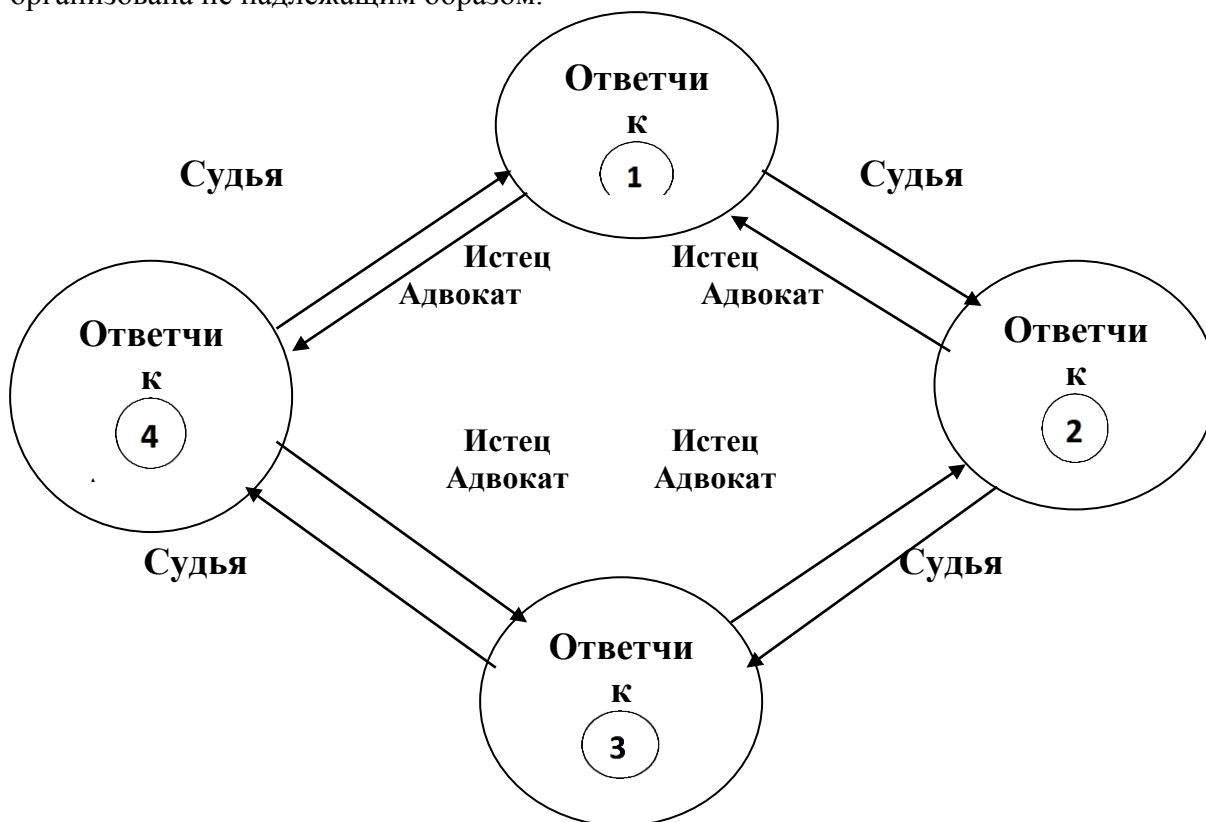 организована не надлежащим образом.
Ответчи
к
1
Судья
Судья
Истец
Адвокат
Истец
Адвокат
Ответчи
к
4
Ответчи
к
2
Истец
Адвокат
Истец
Адвокат
Судья
Судья
Ответчи
к
3